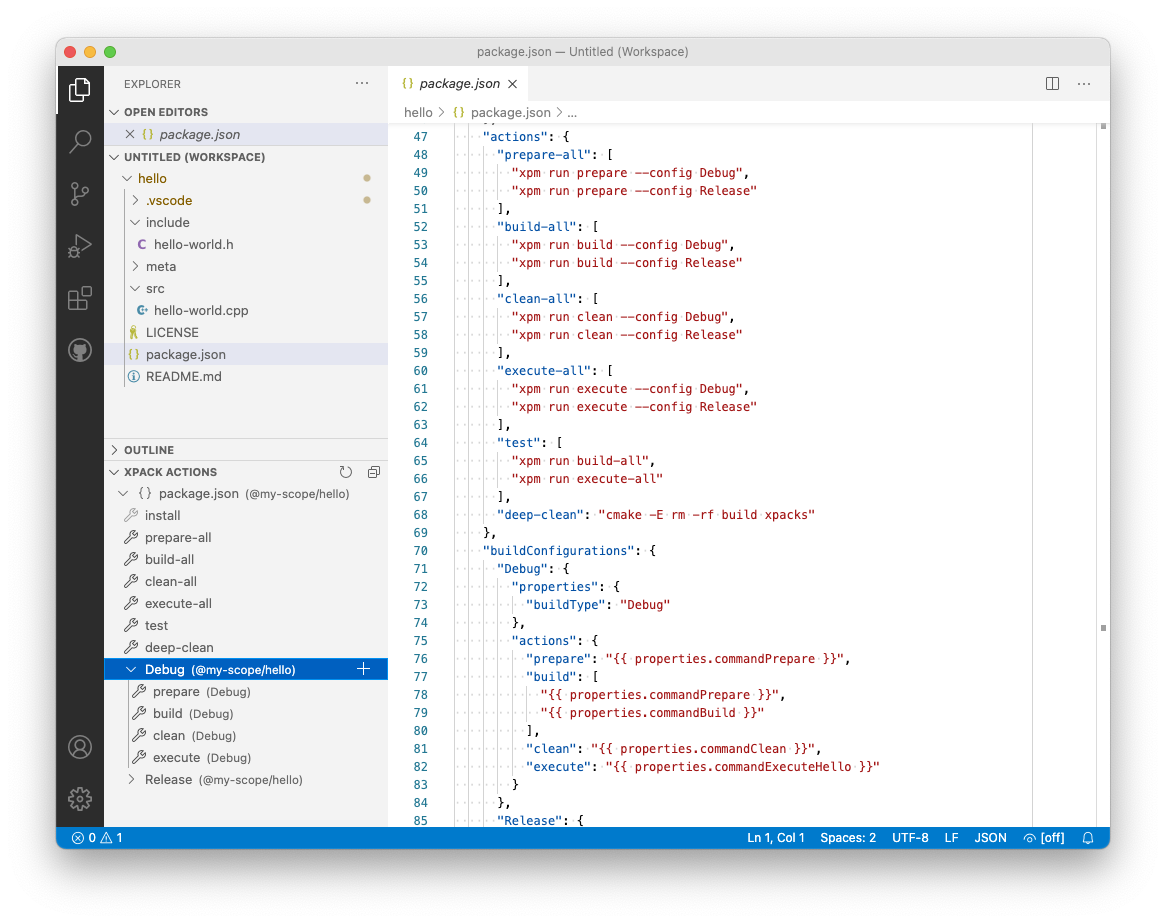 package.json — Untitled (Workspace)
EXPLORER
OPEN EDITORS
package.json
UNTITLED (WORKSPACE)
hello
.vscode
include
hello-world.h
meta
src
hello-world.cpp
LICENSE
package.json
README.md
OUTLINE
XPACK ACTIONS
package.json (@my-scope/hello)
install
prepare-all
build-all
clean-all
execute-all
test
deep-clean
Debug (@my-scope/hello)
prepare (Debug)
build (Debug)
clean (Debug)
execute (Debug)
Release (@my-scope/hello)
{} package.json
hello > {} package.json > ...
47 "actions": {
48 "prepare-all": [
49 "xpm run prepare --config Debug",
50 "xpm run prepare --config Release"
51 ],
52 "build-all": [
53 "xpm run build --config Debug",
54 "xpm run build --config Release"
55 ],
56 "clean-all": [
57 "xpm run clean --config Debug",
58 "xpm run clean --config Release"
59 ],
60 "execute-all": [
61 "xpm run execute --config Debug",
62 "xpm run execute --config Release"
63 ],
64 "test": [
65 "xpm run build-all",
66 "xpm run execute-all"
67 ],
68 "deep-clean": "cmake -E rm -rf build xpacks"
69 },
70 "buildConfigurations": {
71 "Debug": {
72 "properties": {
73 "buildType": "Debug"
74 },
75 "actions": {
76 "prepare": "{{ properties.commandPrepare }}",
77 "build": [
78 "{{ properties.commandPrepare }}",
79 "{{ properties.commandBuild }}"
80 ],
81 "clean": "{{ properties.commandClean }}",
82 "execute": "{{ properties.commandExecuteHello }}"
83 }
84 },
85 "Release": {
0 1 Ln 1, Col 1 Spaces: 2 UTF-8 LF JSON [off]